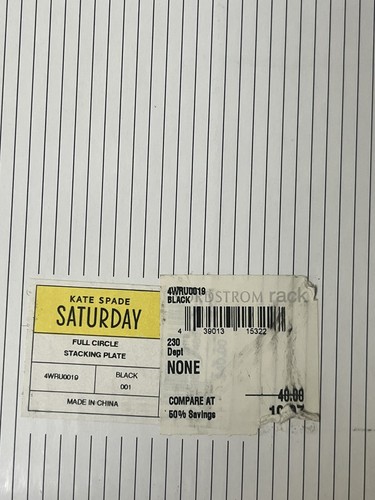 KATE SPADE
SATURDAY
FULL CIRCLE
STACKING PLATE
4WRU0019
BLACK
001
MADE IN CHINA
4WRU0019
BLACK
NORDSTROM rack
4 39013 15322
230
Dept
NONE
COMPARE AT 40.00
50% Savings